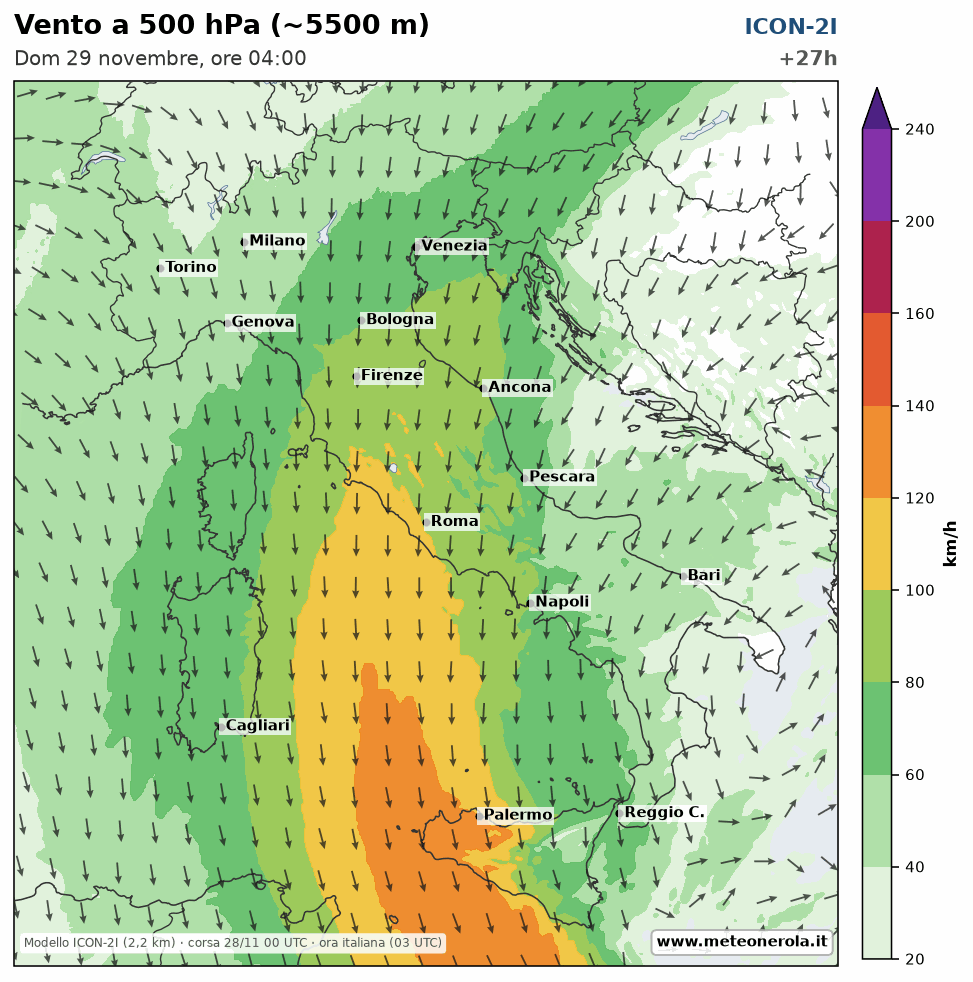 Vento a 500 hPa (~5500 m)
ICON-2I
Dom 29 novembre, ore 04:00
+27h
Milano
Venezia
Torino
Genova
Bologna
Firenze
Ancona
Pescara
Roma
Bari
Napoli
Cagliari
Palermo
Reggio C.
240
200
160
140
120
100
80
60
40
20
km/h
Modello ICON-2I (2,2 km) · corsa 28/11 00 UTC · ora italiana (03 UTC)
www.meteonerola.it